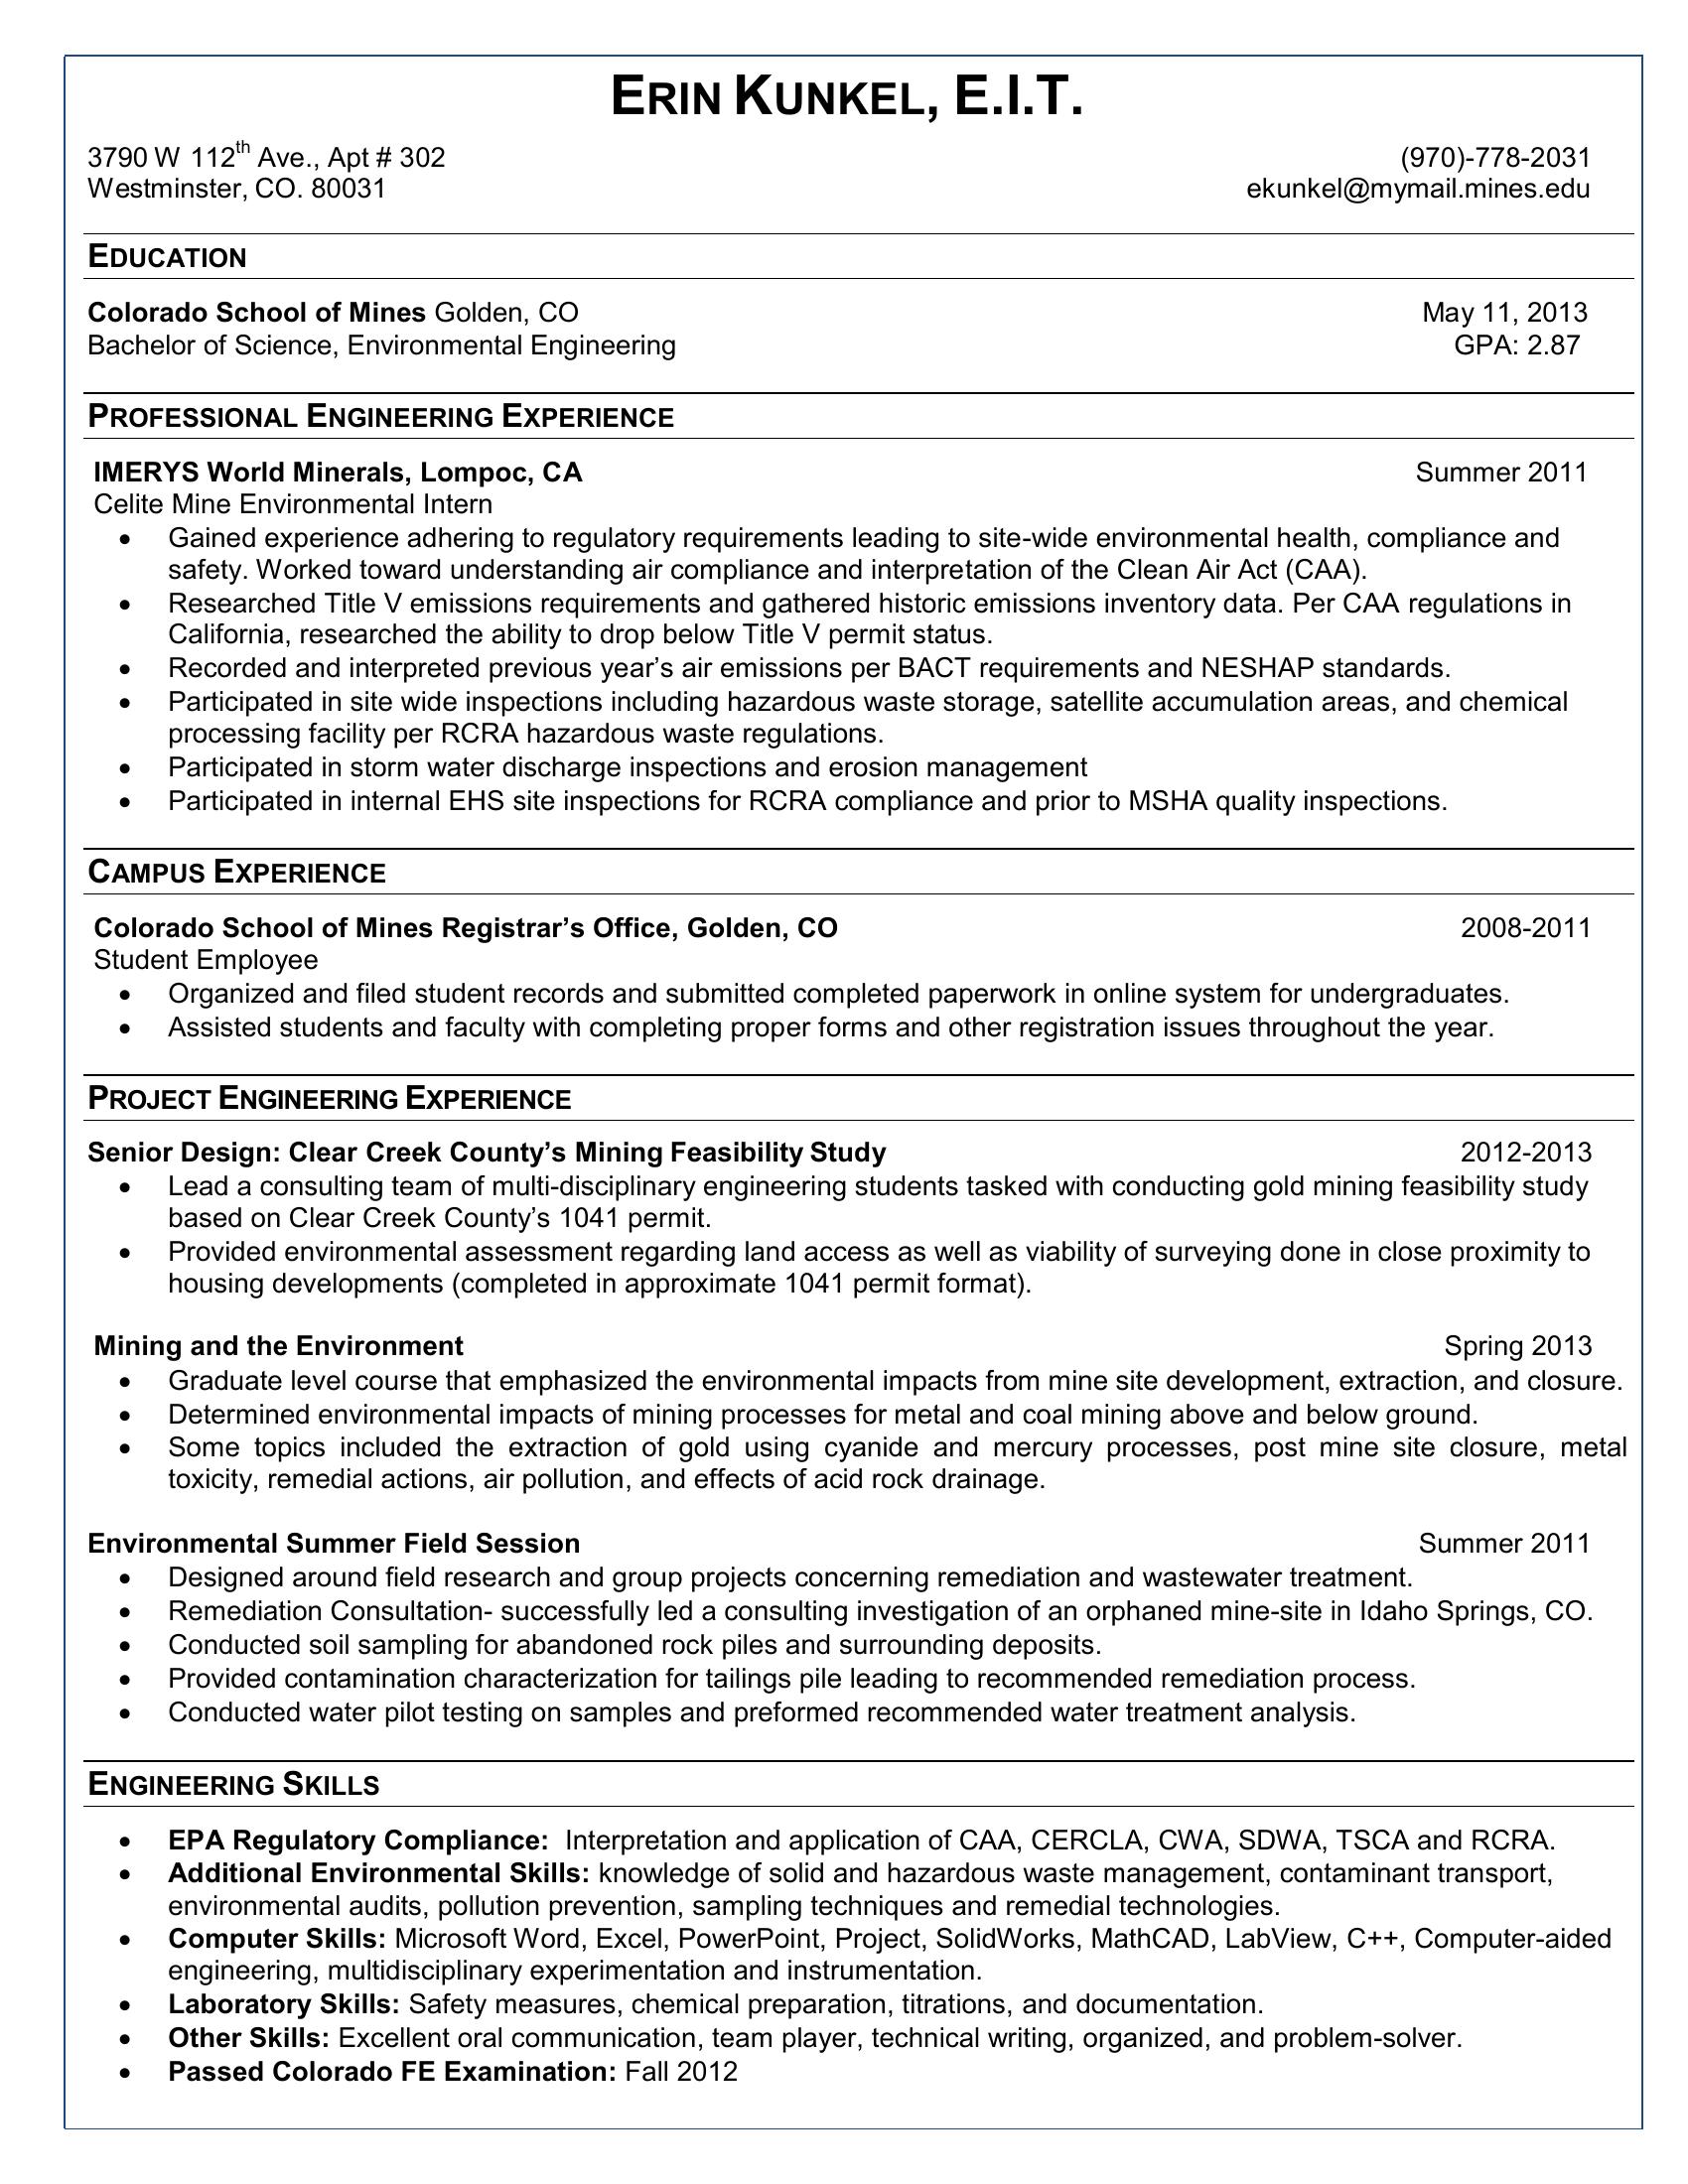 ERIN KUNKEL, E.I.T.
3790 W 112th Ave., Apt # 302 (970)-778-2031
Westminster, CO. 80031 ekunkel@mymail.mines.edu
EDUCATION
Colorado School of Mines Golden, CO May 11, 2013
Bachelor of Science, Environmental Engineering GPA: 2.87
PROFESSIONAL ENGINEERING EXPERIENCE
IMERYS World Minerals, Lompoc, CA Summer 2011
Celite Mine Environmental Intern
• Gained experience adhering to regulatory requirements leading to site-wide environmental health, compliance and
safety. Worked toward understanding air compliance and interpretation of the Clean Air Act (CAA).
• Researched Title V emissions requirements and gathered historic emissions inventory data. Per CAA regulations in
California, researched the ability to drop below Title V permit status.
• Recorded and interpreted previous year’s air emissions per BACT requirements and NESHAP standards.
• Participated in site wide inspections including hazardous waste storage, satellite accumulation areas, and chemical
processing facility per RCRA hazardous waste regulations.
• Participated in storm water discharge inspections and erosion management
• Participated in internal EHS site inspections for RCRA compliance and prior to MSHA quality inspections.
CAMPUS EXPERIENCE
Colorado School of Mines Registrar’s Office, Golden, CO 2008-2011
Student Employee
• Organized and filed student records and submitted completed paperwork in online system for undergraduates.
• Assisted students and faculty with completing proper forms and other registration issues throughout the year.
PROJECT ENGINEERING EXPERIENCE
Senior Design: Clear Creek County’s Mining Feasibility Study 2012-2013
• Lead a consulting team of multi-disciplinary engineering students tasked with conducting gold mining feasibility study
based on Clear Creek County’s 1041 permit.
• Provided environmental assessment regarding land access as well as viability of surveying done in close proximity to
housing developments (completed in approximate 1041 permit format).
Mining and the Environment Spring 2013
• Graduate level course that emphasized the environmental impacts from mine site development, extraction, and closure.
• Determined environmental impacts of mining processes for metal and coal mining above and below ground.
• Some topics included the extraction of gold using cyanide and mercury processes, post mine site closure, metal
toxicity, remedial actions, air pollution, and effects of acid rock drainage.
Environmental Summer Field Session Summer 2011
• Designed around field research and group projects concerning remediation and wastewater treatment.
• Remediation Consultation- successfully led a consulting investigation of an orphaned mine-site in Idaho Springs, CO.
• Conducted soil sampling for abandoned rock piles and surrounding deposits.
• Provided contamination characterization for tailings pile leading to recommended remediation process.
• Conducted water pilot testing on samples and preformed recommended water treatment analysis.
ENGINEERING SKILLS
• EPA Regulatory Compliance: Interpretation and application of CAA, CERCLA, CWA, SDWA, TSCA and RCRA.
• Additional Environmental Skills: knowledge of solid and hazardous waste management, contaminant transport,
environmental audits, pollution prevention, sampling techniques and remedial technologies.
• Computer Skills: Microsoft Word, Excel, PowerPoint, Project, SolidWorks, MathCAD, LabView, C++, Computer-aided
engineering, multidisciplinary experimentation and instrumentation.
• Laboratory Skills: Safety measures, chemical preparation, titrations, and documentation.
• Other Skills: Excellent oral communication, team player, technical writing, organized, and problem-solver.
• Passed Colorado FE Examination: Fall 2012